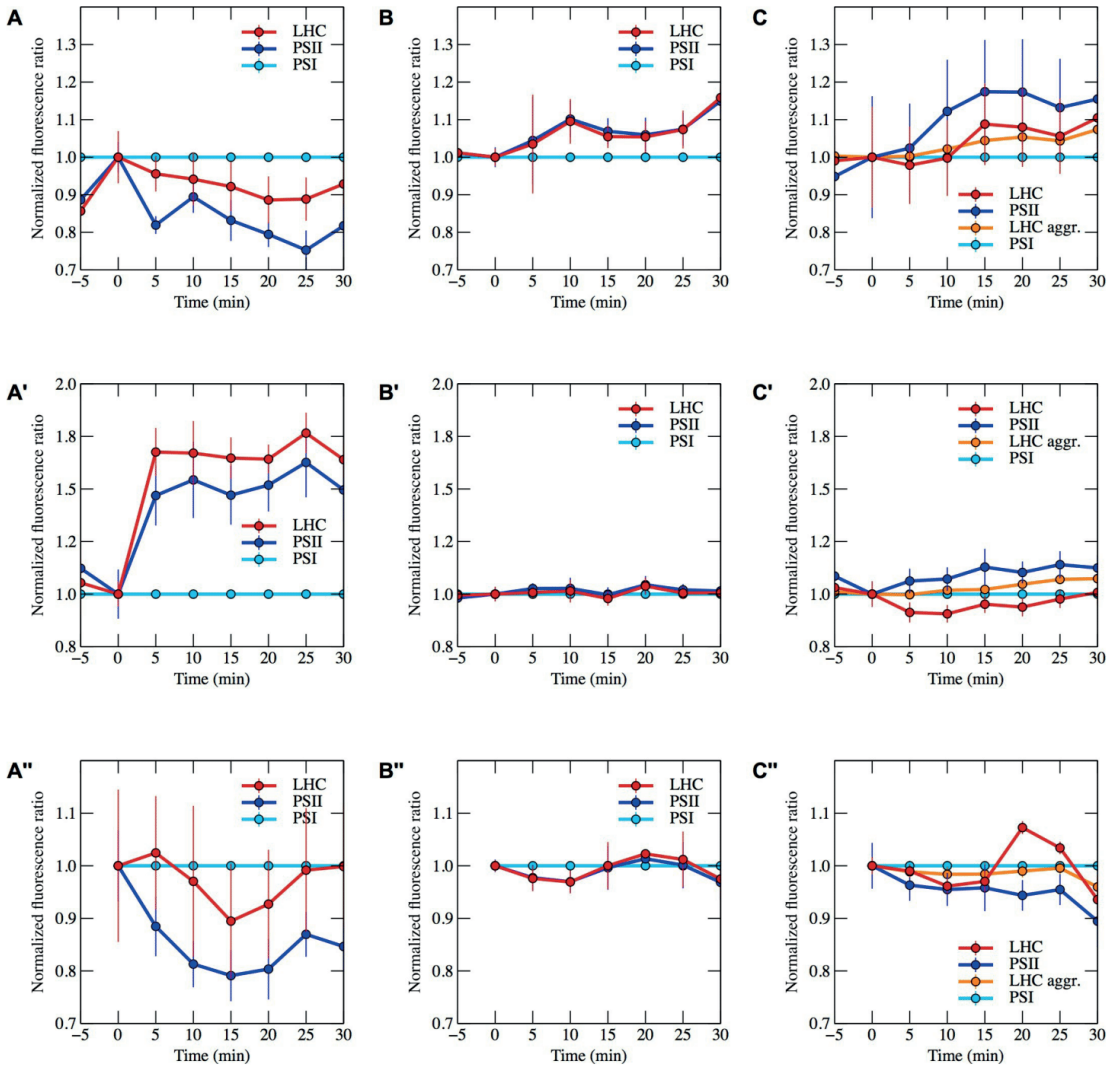 A
Normalized fluorescence ratio
1.3
1.2
1.1
1.0
0.9
0.8
0.7
LHC
PSII
PSI
−5 0 5 10 15 20 25 30
Time (min)
B
Normalized fluorescence ratio
1.3
1.2
1.1
1.0
0.9
0.8
0.7
LHC
PSII
PSI
−5 0 5 10 15 20 25 30
Time (min)
C
Normalized fluorescence ratio
1.3
1.2
1.1
1.0
0.9
0.8
0.7
LHC
PSII
LHC aggr.
PSI
−5 0 5 10 15 20 25 30
Time (min)
A'
Normalized fluorescence ratio
2.0
1.8
1.5
1.2
1.0
0.8
LHC
PSII
PSI
−5 0 5 10 15 20 25 30
Time (min)
B'
Normalized fluorescence ratio
2.0
1.8
1.5
1.2
1.0
0.8
LHC
PSII
PSI
−5 0 5 10 15 20 25 30
Time (min)
C'
Normalized fluorescence ratio
2.0
1.8
1.5
1.2
1.0
0.8
LHC
PSII
LHC aggr.
PSI
−5 0 5 10 15 20 25 30
Time (min)
A"
Normalized fluorescence ratio
1.1
1.0
0.9
0.8
0.7
LHC
PSII
PSI
−5 0 5 10 15 20 25 30
Time (min)
B"
Normalized fluorescence ratio
1.1
1.0
0.9
0.8
0.7
LHC
PSII
PSI
−5 0 5 10 15 20 25 30
Time (min)
C"
Normalized fluorescence ratio
1.1
1.0
0.9
0.8
0.7
LHC
PSII
LHC aggr.
PSI
−5 0 5 10 15 20 25 30
Time (min)